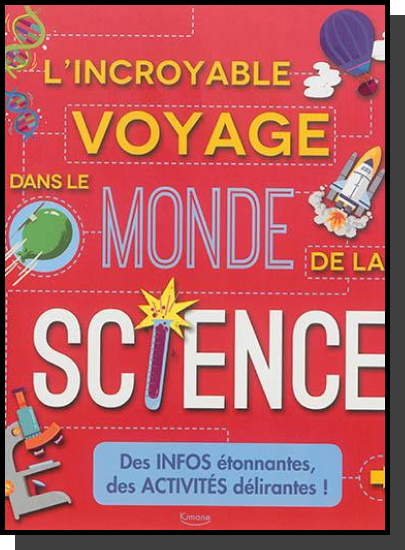 L'INCROYABLE
VOYAGE
DANS LE
MONDE
DE LA
SCIENCE
Des INFOS étonnantes,
des ACTIVITÉS délirantes !
Kimane